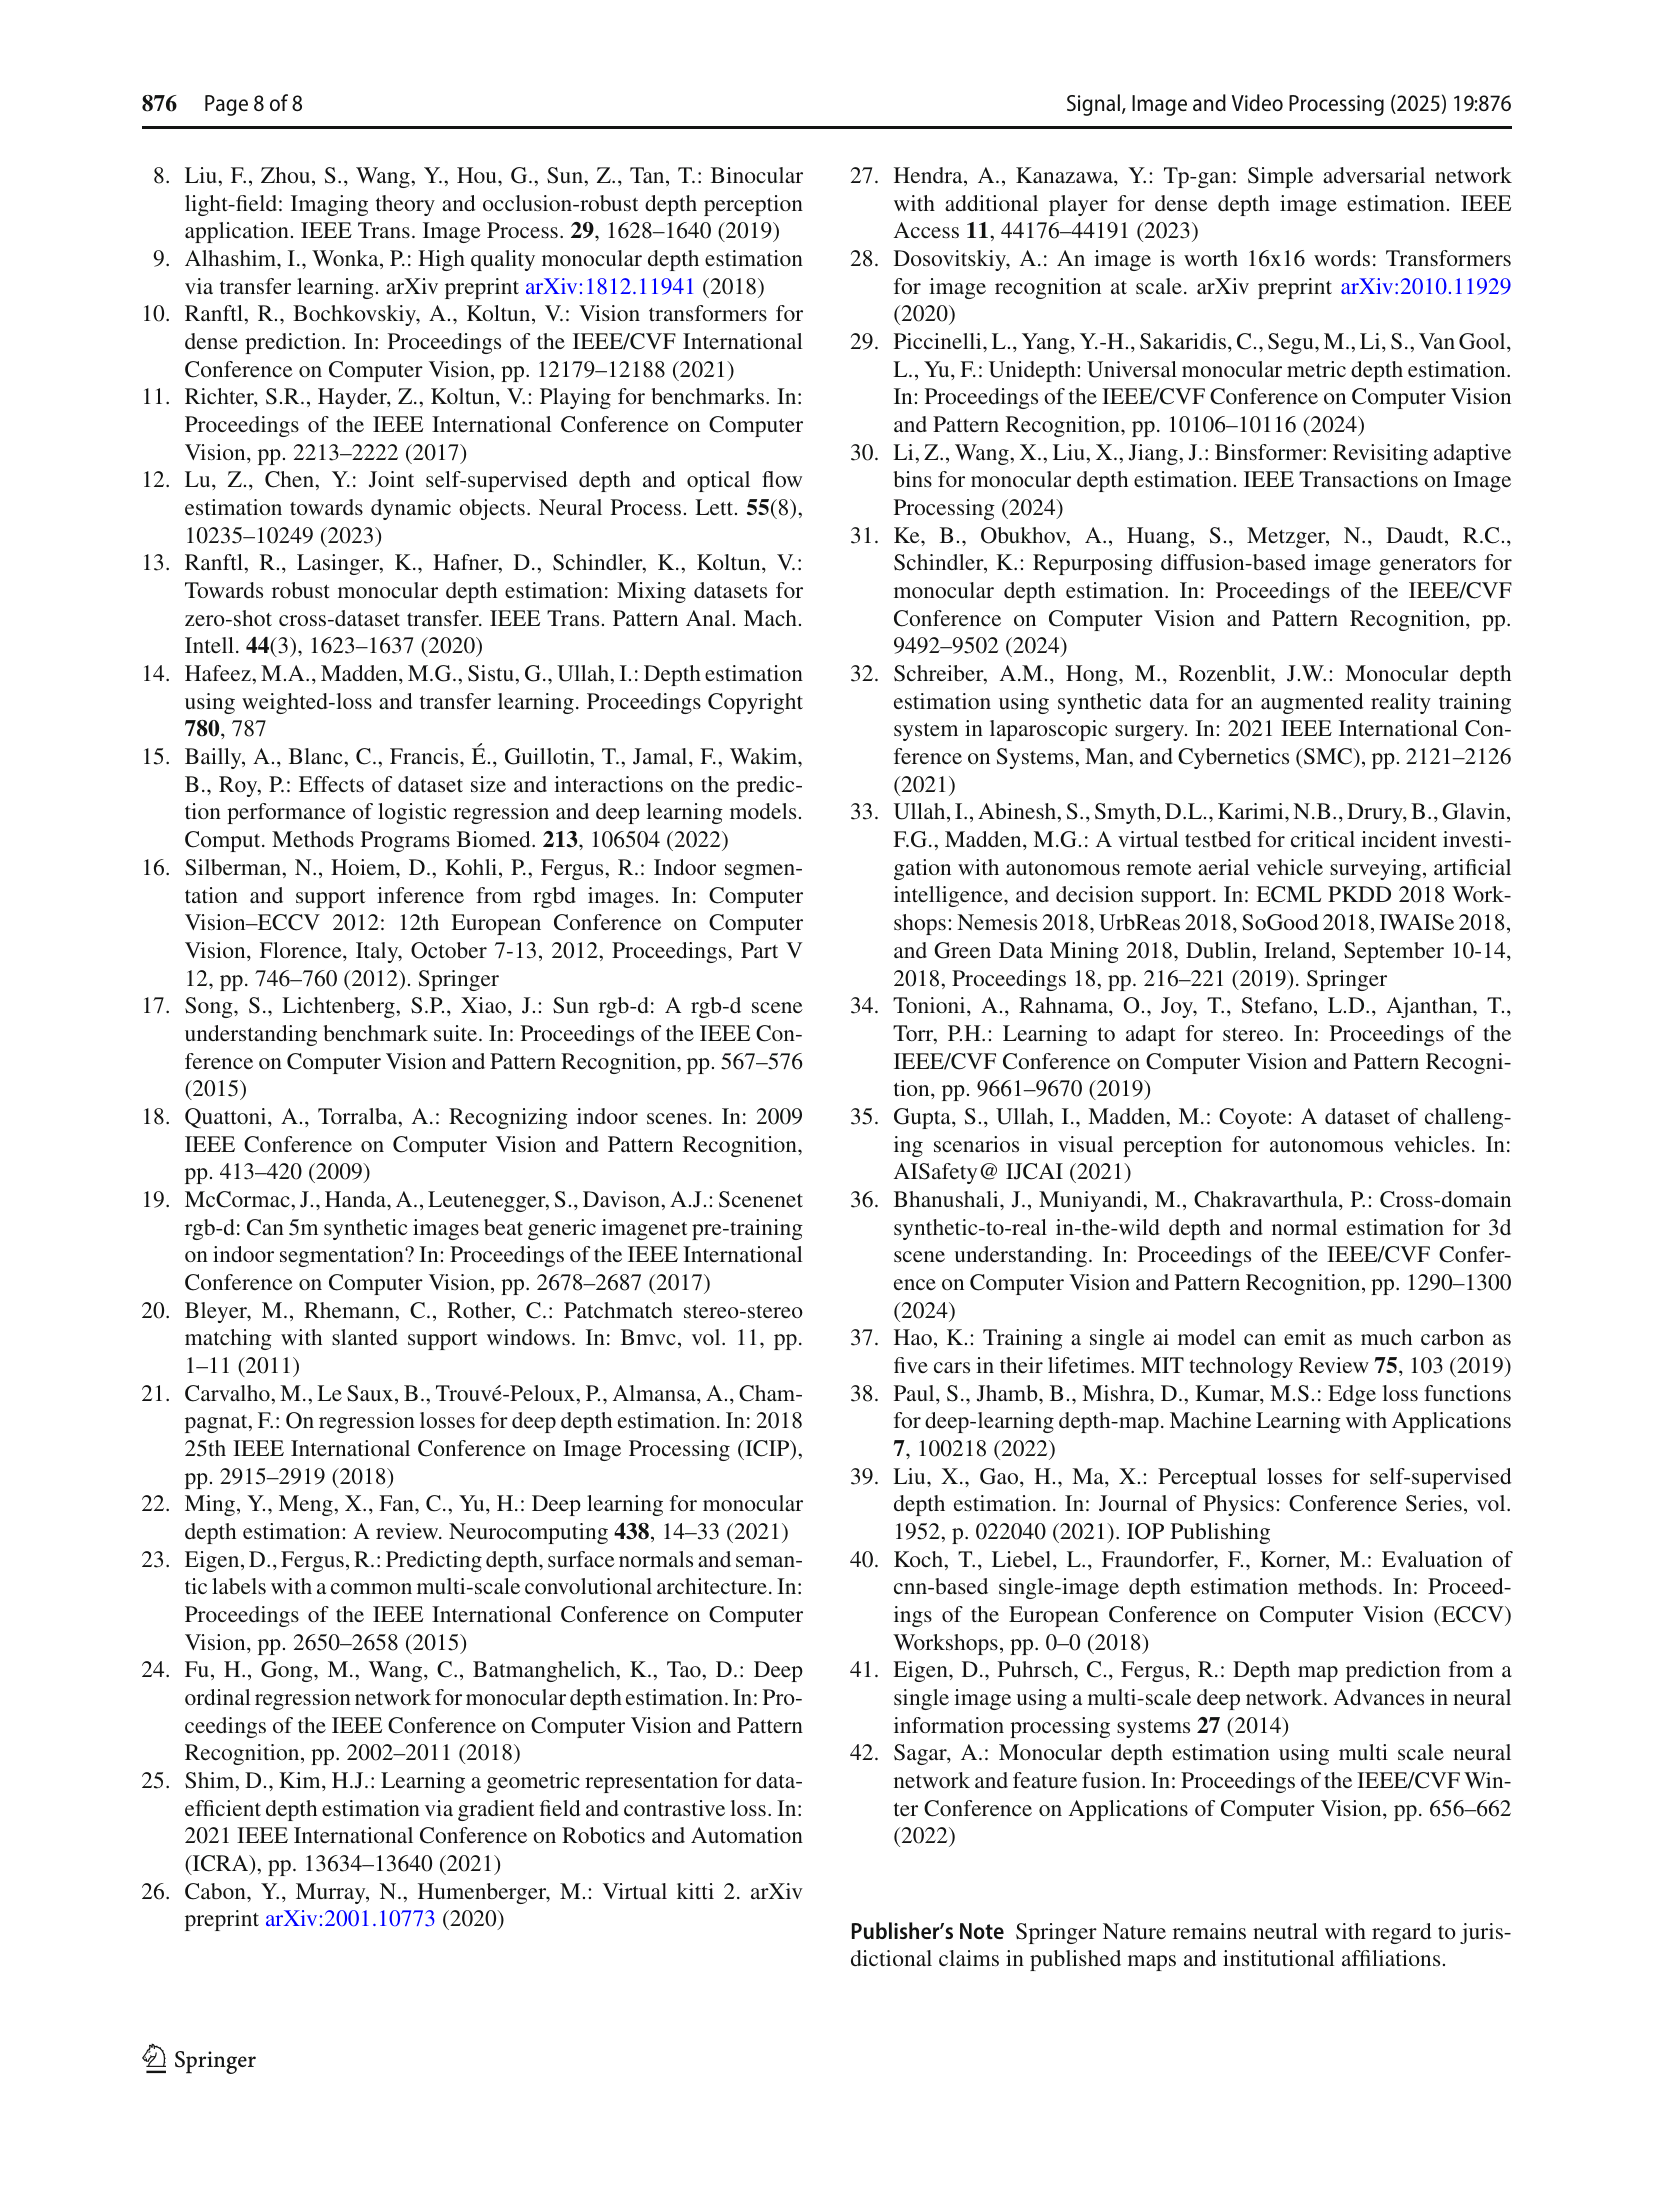 876 Page 8 of 8
Signal, Image and Video Processing (2025) 19:876
8. Liu, F., Zhou, S., Wang, Y., Hou, G., Sun, Z., Tan, T.: Binocular
light-field: Imaging theory and occlusion-robust depth perception
application. IEEE Trans. Image Process. 29, 1628–1640 (2019)
9. Alhashim, I., Wonka, P.: High quality monocular depth estimation
via transfer learning. arXiv preprint arXiv:1812.11941 (2018)
10. Ranftl, R., Bochkovskiy, A., Koltun, V.: Vision transformers for
dense prediction. In: Proceedings of the IEEE/CVF International
Conference on Computer Vision, pp. 12179–12188 (2021)
11. Richter, S.R., Hayder, Z., Koltun, V.: Playing for benchmarks. In:
Proceedings of the IEEE International Conference on Computer
Vision, pp. 2213–2222 (2017)
12. Lu, Z., Chen, Y.: Joint self-supervised depth and optical flow
estimation towards dynamic objects. Neural Process. Lett. 55(8),
10235–10249 (2023)
13. Ranftl, R., Lasinger, K., Hafner, D., Schindler, K., Koltun, V.:
Towards robust monocular depth estimation: Mixing datasets for
zero-shot cross-dataset transfer. IEEE Trans. Pattern Anal. Mach.
Intell. 44(3), 1623–1637 (2020)
14. Hafeez, M.A., Madden, M.G., Sistu, G., Ullah, I.: Depth estimation
using weighted-loss and transfer learning. Proceedings Copyright
780, 787
15. Bailly, A., Blanc, C., Francis, É., Guillotin, T., Jamal, F., Wakim,
B., Roy, P.: Effects of dataset size and interactions on the predic-
tion performance of logistic regression and deep learning models.
Comput. Methods Programs Biomed. 213, 106504 (2022)
16. Silberman, N., Hoiem, D., Kohli, P., Fergus, R.: Indoor segmen-
tation and support inference from rgbd images. In: Computer
Vision–ECCV 2012: 12th European Conference on Computer
Vision, Florence, Italy, October 7-13, 2012, Proceedings, Part V
12, pp. 746–760 (2012). Springer
17. Song, S., Lichtenberg, S.P., Xiao, J.: Sun rgb-d: A rgb-d scene
understanding benchmark suite. In: Proceedings of the IEEE Con-
ference on Computer Vision and Pattern Recognition, pp. 567–576
(2015)
18. Quattoni, A., Torralba, A.: Recognizing indoor scenes. In: 2009
IEEE Conference on Computer Vision and Pattern Recognition,
pp. 413–420 (2009)
19. McCormac, J., Handa, A., Leutenegger, S., Davison, A.J.: Scenenet
rgb-d: Can 5m synthetic images beat generic imagenet pre-training
on indoor segmentation? In: Proceedings of the IEEE International
Conference on Computer Vision, pp. 2678–2687 (2017)
20. Bleyer, M., Rhemann, C., Rother, C.: Patchmatch stereo-stereo
matching with slanted support windows. In: Bmvc, vol. 11, pp.
1–11 (2011)
21. Carvalho, M., Le Saux, B., Trouvé-Peloux, P., Almansa, A., Cham-
pagnat, F.: On regression losses for deep depth estimation. In: 2018
25th IEEE International Conference on Image Processing (ICIP),
pp. 2915–2919 (2018)
22. Ming, Y., Meng, X., Fan, C., Yu, H.: Deep learning for monocular
depth estimation: A review. Neurocomputing 438, 14–33 (2021)
23. Eigen, D., Fergus, R.: Predicting depth, surface normals and seman-
tic labels with a common multi-scale convolutional architecture. In:
Proceedings of the IEEE International Conference on Computer
Vision, pp. 2650–2658 (2015)
24. Fu, H., Gong, M., Wang, C., Batmanghelich, K., Tao, D.: Deep
ordinal regression network for monocular depth estimation. In: Pro-
ceedings of the IEEE Conference on Computer Vision and Pattern
Recognition, pp. 2002–2011 (2018)
25. Shim, D., Kim, H.J.: Learning a geometric representation for data-
efficient depth estimation via gradient field and contrastive loss. In:
2021 IEEE International Conference on Robotics and Automation
(ICRA), pp. 13634–13640 (2021)
26. Cabon, Y., Murray, N., Humenberger, M.: Virtual kitti 2. arXiv
preprint arXiv:2001.10773 (2020)
27. Hendra, A., Kanazawa, Y.: Tp-gan: Simple adversarial network
with additional player for dense depth image estimation. IEEE
Access 11, 44176–44191 (2023)
28. Dosovitskiy, A.: An image is worth 16x16 words: Transformers
for image recognition at scale. arXiv preprint arXiv:2010.11929
(2020)
29. Piccinelli, L., Yang, Y.-H., Sakaridis, C., Segu, M., Li, S., Van Gool,
L., Yu, F.: Unidepth: Universal monocular metric depth estimation.
In: Proceedings of the IEEE/CVF Conference on Computer Vision
and Pattern Recognition, pp. 10106–10116 (2024)
30. Li, Z., Wang, X., Liu, X., Jiang, J.: Binsformer: Revisiting adaptive
bins for monocular depth estimation. IEEE Transactions on Image
Processing (2024)
31. Ke, B., Obukhov, A., Huang, S., Metzger, N., Daudt, R.C.,
Schindler, K.: Repurposing diffusion-based image generators for
monocular depth estimation. In: Proceedings of the IEEE/CVF
Conference on Computer Vision and Pattern Recognition, pp.
9492–9502 (2024)
32. Schreiber, A.M., Hong, M., Rozenblit, J.W.: Monocular depth
estimation using synthetic data for an augmented reality training
system in laparoscopic surgery. In: 2021 IEEE International Con-
ference on Systems, Man, and Cybernetics (SMC), pp. 2121–2126
(2021)
33. Ullah, I., Abinesh, S., Smyth, D.L., Karimi, N.B., Drury, B., Glavin,
F.G., Madden, M.G.: A virtual testbed for critical incident investi-
gation with autonomous remote aerial vehicle surveying, artificial
intelligence, and decision support. In: ECML PKDD 2018 Work-
shops: Nemesis 2018, UrbReas 2018, SoGood 2018, IWAISe 2018,
and Green Data Mining 2018, Dublin, Ireland, September 10-14,
2018, Proceedings 18, pp. 216–221 (2019). Springer
34. Tonioni, A., Rahnama, O., Joy, T., Stefano, L.D., Ajanthan, T.,
Torr, P.H.: Learning to adapt for stereo. In: Proceedings of the
IEEE/CVF Conference on Computer Vision and Pattern Recogni-
tion, pp. 9661–9670 (2019)
35. Gupta, S., Ullah, I., Madden, M.: Coyote: A dataset of challeng-
ing scenarios in visual perception for autonomous vehicles. In:
AISafety@ IJCAI (2021)
36. Bhanushali, J., Muniyandi, M., Chakravarthula, P.: Cross-domain
synthetic-to-real in-the-wild depth and normal estimation for 3d
scene understanding. In: Proceedings of the IEEE/CVF Confer-
ence on Computer Vision and Pattern Recognition, pp. 1290–1300
(2024)
37. Hao, K.: Training a single ai model can emit as much carbon as
five cars in their lifetimes. MIT technology Review 75, 103 (2019)
38. Paul, S., Jhamb, B., Mishra, D., Kumar, M.S.: Edge loss functions
for deep-learning depth-map. Machine Learning with Applications
7, 100218 (2022)
39. Liu, X., Gao, H., Ma, X.: Perceptual losses for self-supervised
depth estimation. In: Journal of Physics: Conference Series, vol.
1952, p. 022040 (2021). IOP Publishing
40. Koch, T., Liebel, L., Fraundorfer, F., Korner, M.: Evaluation of
cnn-based single-image depth estimation methods. In: Proceed-
ings of the European Conference on Computer Vision (ECCV)
Workshops, pp. 0–0 (2018)
41. Eigen, D., Puhrsch, C., Fergus, R.: Depth map prediction from a
single image using a multi-scale deep network. Advances in neural
information processing systems 27 (2014)
42. Sagar, A.: Monocular depth estimation using multi scale neural
network and feature fusion. In: Proceedings of the IEEE/CVF Win-
ter Conference on Applications of Computer Vision, pp. 656–662
(2022)
Publisher's Note Springer Nature remains neutral with regard to juris-
dictional claims in published maps and institutional affiliations.
Springer